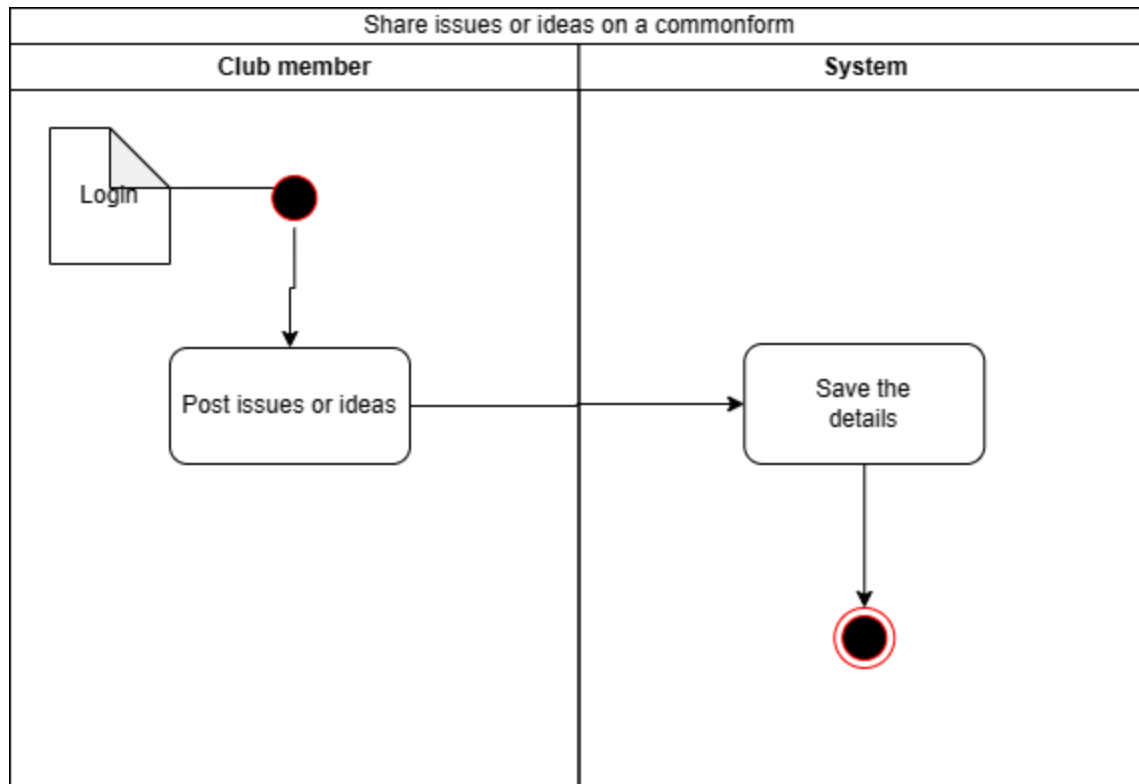 Share issues or ideas on a commonform
Club member
System
Login
Post issues or ideas
Save the
details